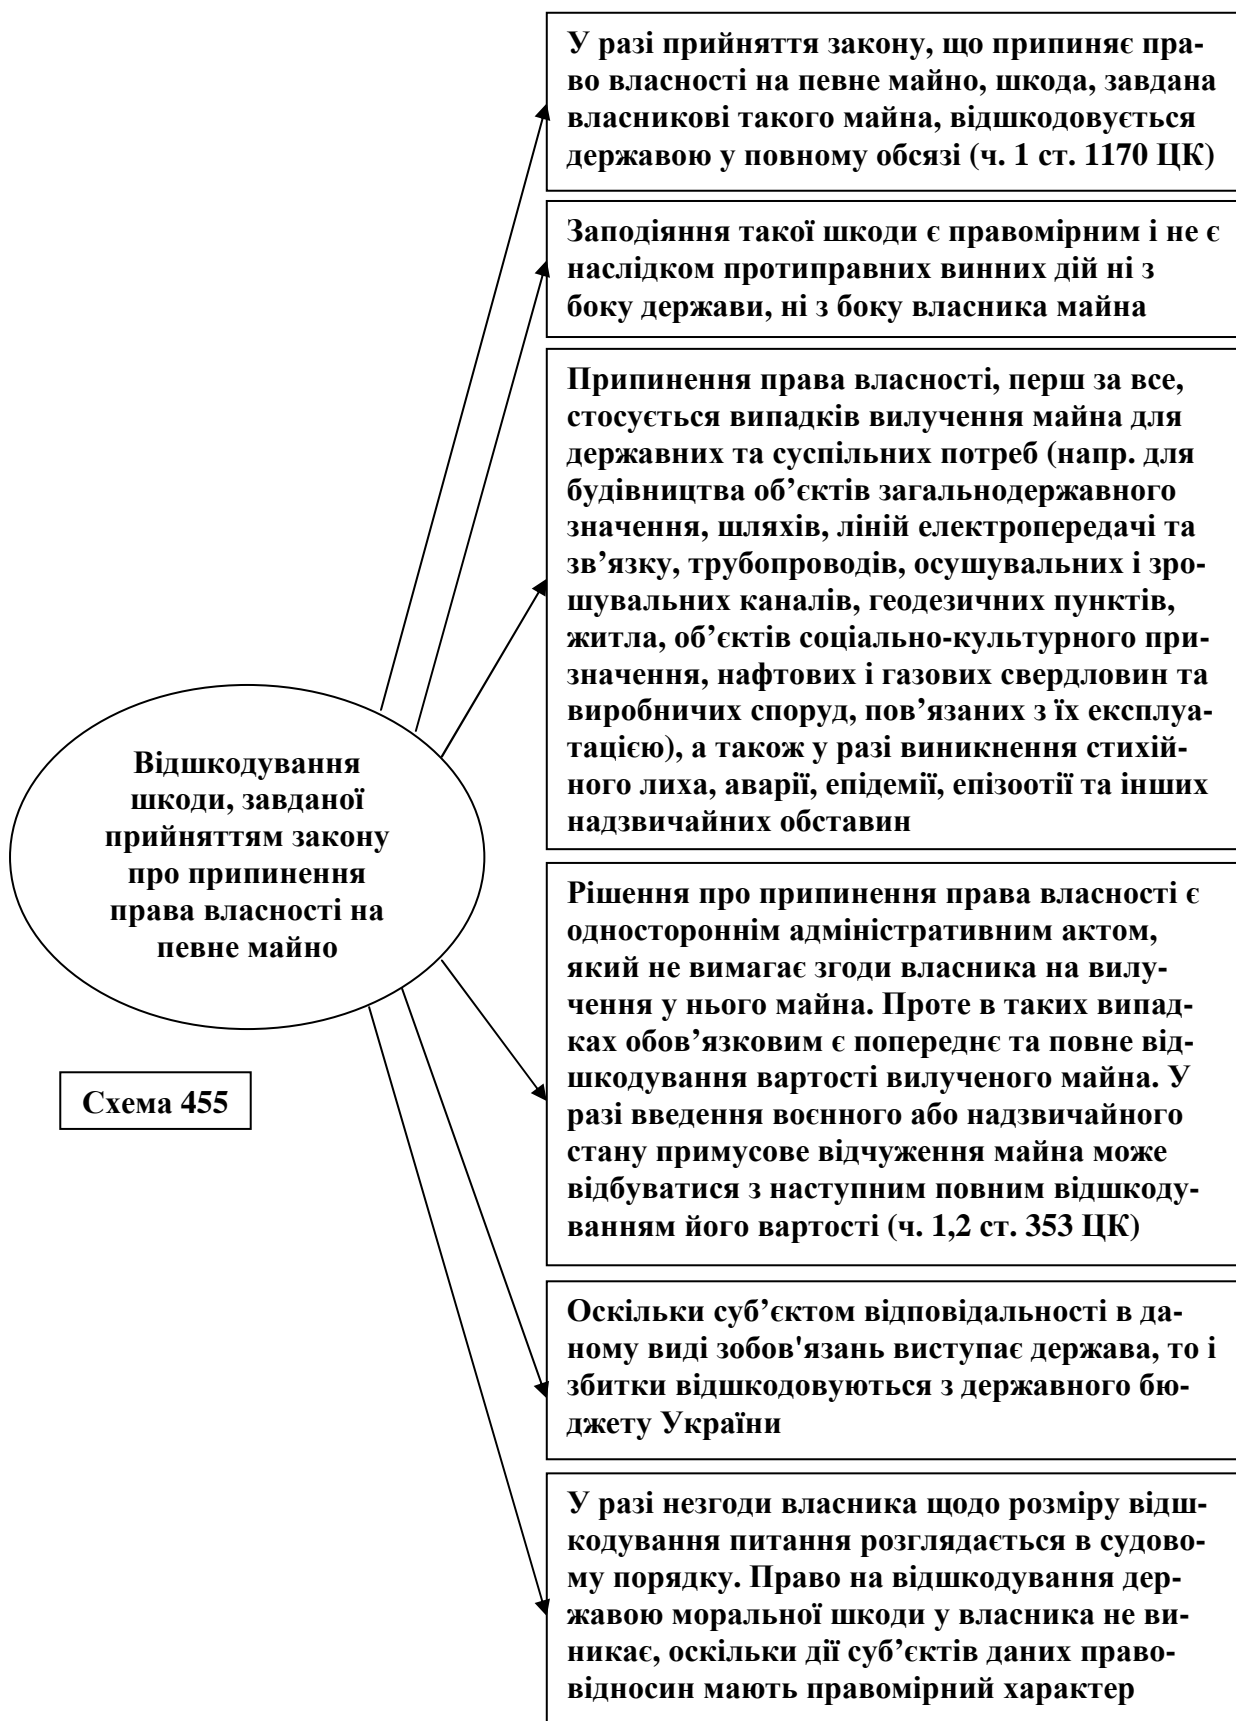 У разі прийняття закону, що припиняє пра-
во власності на певне майно, шкода, завдана
власникові такого майна, відшкодовується
державою у повному обсязі (ч. 1 ст. 1170 ЦК)
Заподіяння такої шкоди є правомірним і не є
наслідком протиправних винних дій ні з
боку держави, ні з боку власника майна
Припинення права власності, перш за все,
стосується випадків вилучення майна для
державних та суспільних потреб (напр. для
будівництва об’єктів загальнодержавного
значення, шляхів, ліній електропередачі та
зв’язку, трубопроводів, осушувальних і зро-
шувальних каналів, геодезичних пунктів,
житла, об’єктів соціально-культурного при-
значення, нафтових і газових свердловин та
виробничих споруд, пов’язаних з їх експлуа-
тацією), а також у разі виникнення стихій-
ного лиха, аварії, епідемії, епізоотії та інших
надзвичайних обставин
Відшкодування
шкоди, завданої
прийняттям закону
про припинення
права власності на
певне майно
Схема 455
Рішення про припинення права власності є
одностороннім адміністративним актом,
який не вимагає згоди власника на вилу-
чення у нього майна. Проте в таких випад-
ках обов’язковим є попереднє та повне від-
шкодування вартості вилученого майна. У
разі введення воєнного або надзвичайного
стану примусове відчуження майна може
відбуватися з наступним повним відшкоду-
ванням його вартості (ч. 1,2 ст. 353 ЦК)
Оскільки суб’єктом відповідальності в да-
ному виді зобов'язань виступає держава, то і
збитки відшкодовуються з державного бю-
джету України
У разі незгоди власника щодо розміру відш-
кодування питання розглядається в судово-
му порядку. Право на відшкодування дер-
жавою моральної шкоди у власника не ви-
никає, оскільки дії суб’єктів даних право-
відносин мають правомірний характер